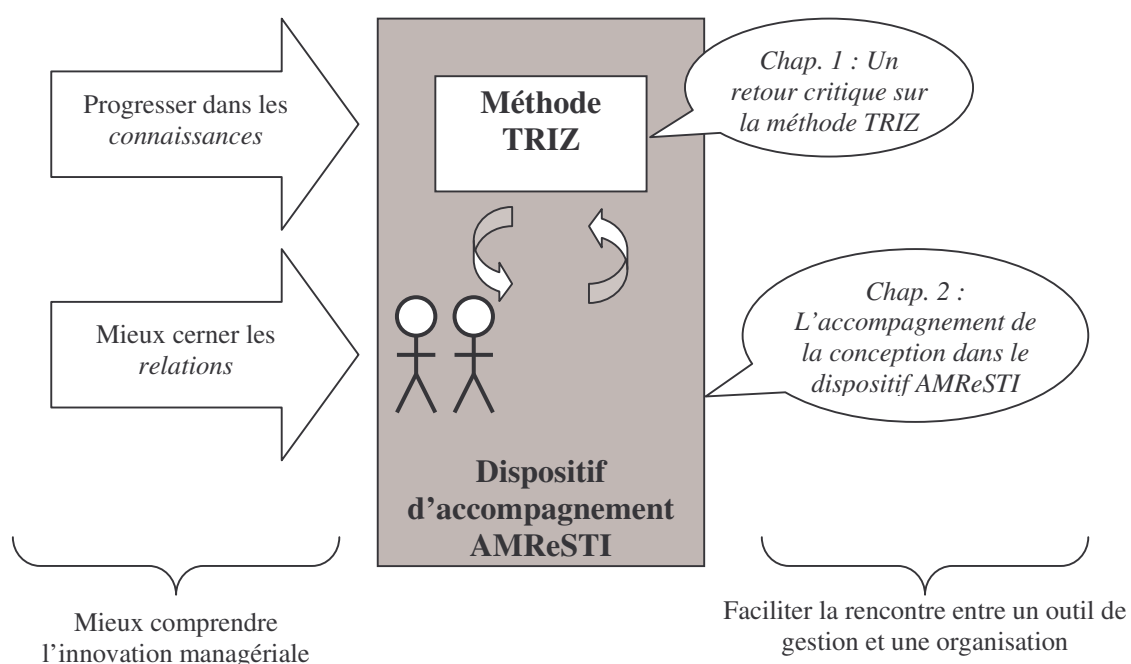 Progresser dans les
connaissances
Mieux cerner les
relations
Mieux comprendre
l’innovation managériale
Méthode
TRIZ
Dispositif
d’accompagnement
AMReSTI
Chap. 1 : Un
retour critique sur
la méthode TRIZ
Chap. 2 :
L’accompagnement de
la conception dans le
dispositif AMReSTI
Faciliter la rencontre entre un outil de
gestion et une organisation